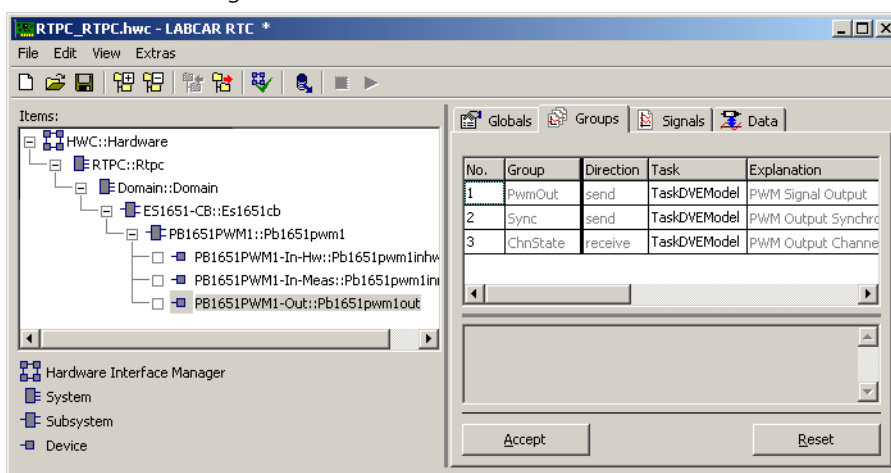 RTPC_RTPC.hwc - LABCAR RTC *
File Edit View Extras
Items:
HWC::Hardware
RTPC::Rtpc
Domain::Domain
ES1651-CB::Es1651cb
PB1651PWM1::Pb1651pwm1
PB1651PWM1-In-Hw::Pb1651pwm1inhw
PB1651PWM1-In-Meas::Pb1651pwm1in
PB1651PWM1-Out::Pb1651pwm1out
Hardware Interface Manager
System
Subsystem
Device
Globals Groups Signals Data
No. Group Direction Task Explanation
1 PwmOut send TaskDVEModel PWM Signal Output
2 Sync send TaskDVEModel PWM Output Synchro
3 ChnState receive TaskDVEModel PWM Output Channe
Accept Reset